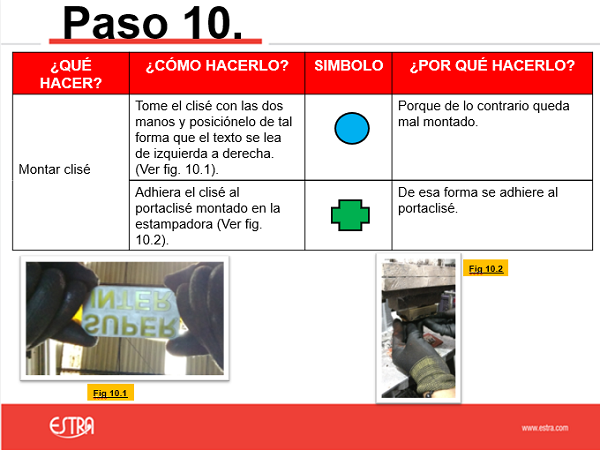 Paso 10.
¿QUÉ HACER?
¿CÓMO HACERLO?
SIMBOLO
¿POR QUÉ HACERLO?
Montar clisé
Tome el clisé con las dos
manos y posiciónelo de tal
forma que el texto se lea
de izquierda a derecha.
(Ver fig. 10.1).
Porque de lo contrario queda
mal montado.
Adhiera el clisé al
portaclisé montado en la
estampadora (Ver fig.
10.2).
De esa forma se adhiere al
portaclisé.
INTER
SUPER
Fig 10.1
Fig 10.2
ESTRA
www.estra.com